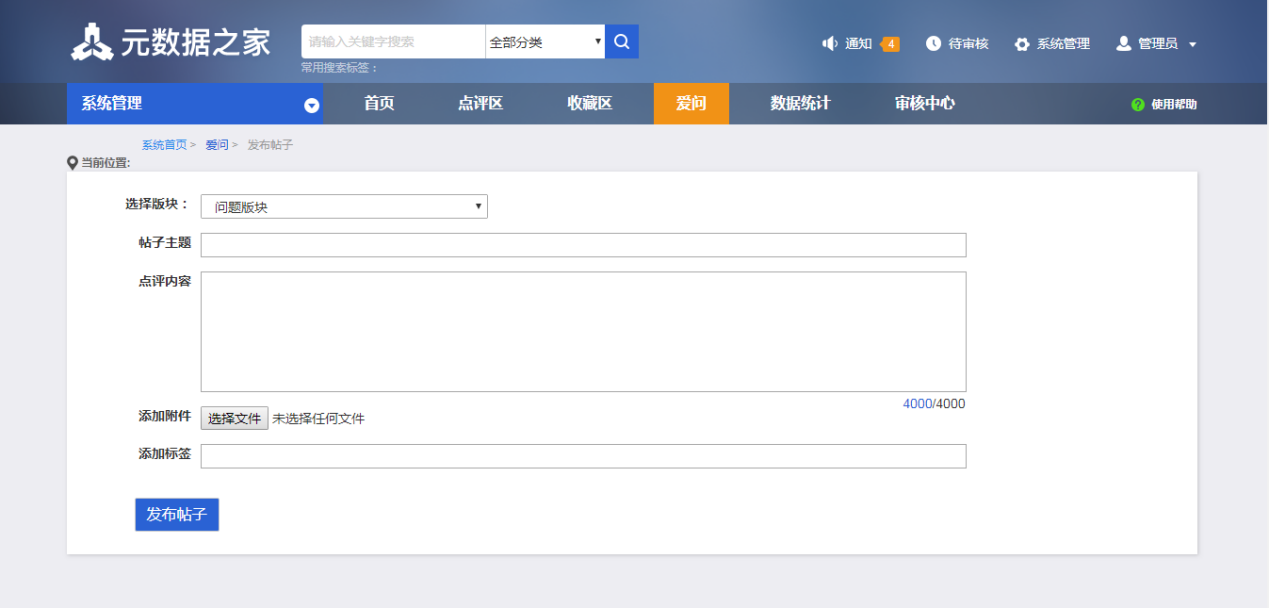 元数据之家
请输入关键字搜索 全部分类
通知 4 待审核 系统管理 管理员
常用搜索标签：
系统管理 首页 点评区 收藏区 爱问 数据统计 审核中心 ? 使用帮助
系统首页 > 爱问 > 发布帖子
当前位置:
选择版块： 问题版块
帖子主题
点评内容
4000/4000
添加附件 选择文件 未选择任何文件
添加标签
发布帖子